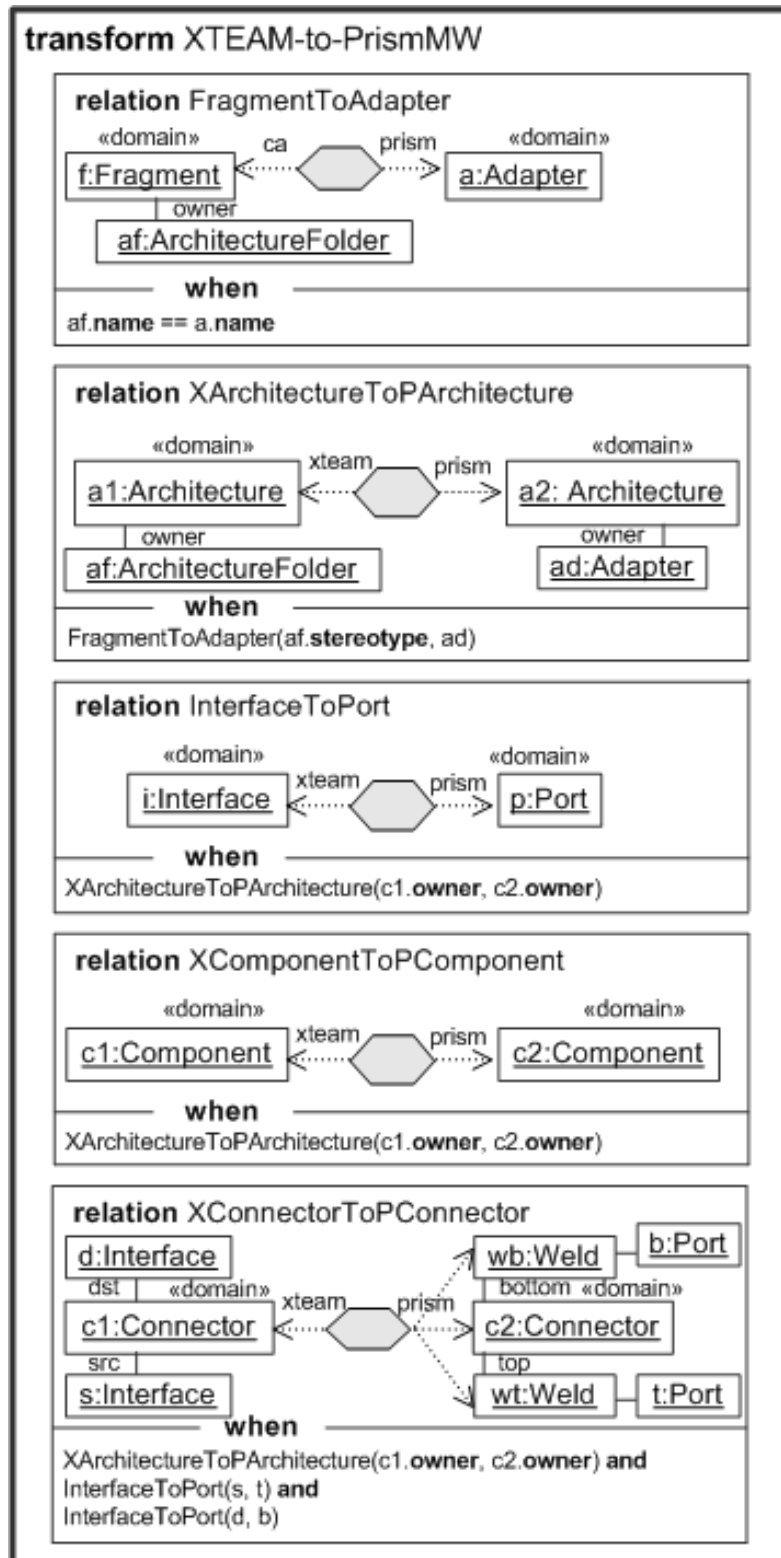 transform XTEAM-to-PrismMW
relation FragmentToAdapter
«domain» «domain»
ca prism
f:Fragment a:Adapter
owner
af:ArchitectureFolder
when
af.name == a.name
relation XArchitectureToPArchitecture
«domain» «domain»
xteam prism
a1:Architecture a2: Architecture
owner owner
af:ArchitectureFolder ad:Adapter
when
FragmentToAdapter(af.stereotype, ad)
relation InterfaceToPort
«domain» «domain»
xteam prism
i:Interface p:Port
when
XArchitectureToPArchitecture(c1.owner, c2.owner)
relation XComponentToPComponent
«domain» «domain»
xteam prism
c1:Component c2:Component
when
XArchitectureToPArchitecture(c1.owner, c2.owner)
relation XConnectorToPConnector
d:Interface wb:Weld b:Port
dst «domain» xteam prism bottom «domain»
c1:Connector c2:Connector
src top
s:Interface wt:Weld t:Port
when
XArchitectureToPArchitecture(c1.owner, c2.owner) and
InterfaceToPort(s, t) and
InterfaceToPort(d, b)